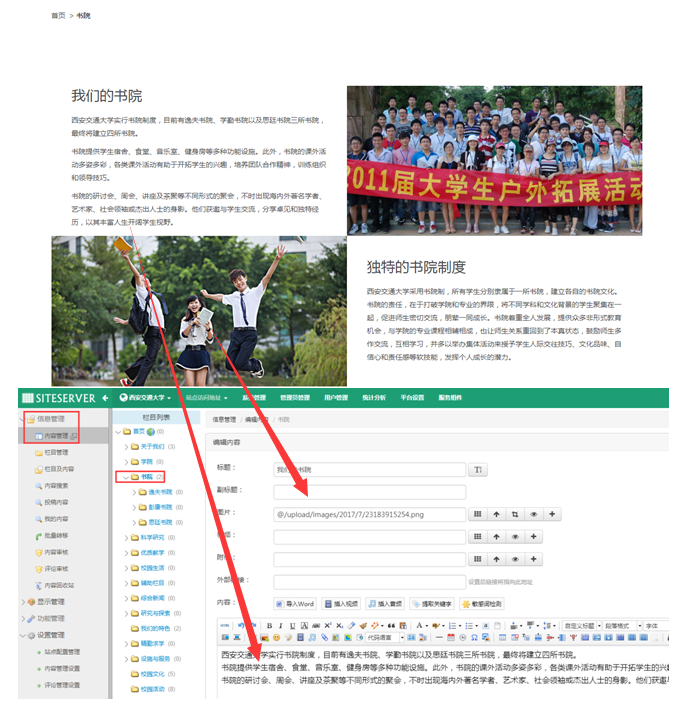 首页 > 书院
我们的书院
西安交通大学实行书院制度，目前有逸夫书院、学勤书院以及思廷书院三所书院，
最终将建立四所书院。
书院提供学生宿舍、食堂、音乐室、健身房等多种功能设施。此外，书院的课外活
动多姿多彩，各类课外活动有助于开拓学生的兴趣，培养团队合作精神，训练组织
和领导技巧。
书院的研讨会、周会、讲座及茶聚等不同形式的聚会，不时出现海内外著名学者、
艺术家、社会领袖或杰出人士的身影。他们获邀与学生交流，分享卓见和独特经
历，以其丰富人生开阔学生视野。
2011届大学生户外拓展活动
独特的书院制度
西安交通大学采用书院制，所有学生分别隶属于一所书院，建立各自的书院文化。
书院的责任，在于打破学院和专业的界限，将不同学科和文化背景的学生聚集在一
起，促进师生密切交流，朋辈一同成长。书院着重全人发展，提供众多非形式教育
机会，与学院的专业课程相辅相成，也让师生关系重回到了本真状态，鼓励师生多
作交流，互相学习，并多以举办集体活动来授予学生人际交往技巧、文化品味、自
信心和责任感等软技能，发挥个人成长的潜力。
SITESERVER
西安交通大学
站点访问地址
管理
管理员管理
用户管理
统计分析
平台设置
服务组件
信息管理
内容管理
栏目管理
栏目及内容
内容搜索
投稿内容
我的内容
批量转移
内容审核
评论审核
内容回收站
显示管理
功能管理
设置管理
站点配置管理
内容管理设置
评论管理设置
栏目列表
首页 (0)
关于我们 (3)
学院 (0)
书院 (2)
逸夫书院 (0)
彭康书院 (0)
思廷书院 (0)
科学研究 (0)
优质教学 (0)
校园生活 (0)
辅助栏目 (0)
综合新闻 (0)
研究与探索 (0)
我们的特色 (2)
辅勤求学 (0)
设施与服务 (0)
校园文化 (5)
校园活动 (8)
信息管理 / 编辑内容 / 书院
编辑内容
标题：
我们的书院
副标题：
图片：
@/upload/images/2017/7/23183915254.png
附件：
外部链接：
设置后链接将指向此地址
内容：
导入Word
插入视频
插入音频
提取关键字
敏感词检测
自定义标题
段落格式
字体
代码语言
西安交通大学实行书院制度，目前有逸夫书院、学勤书院以及思廷书院三所书院，最终将建立四所书院。
书院提供学生宿舍、食堂、音乐室、健身房等多种功能设施。此外，书院的课外活动多姿多彩，各类课外活动有助于开拓学生的兴
书院的研讨会、周会、讲座及茶聚等不同形式的聚会，不时出现海内外著名学者、艺术家、社会领袖或杰出人士的身影。他们获邀